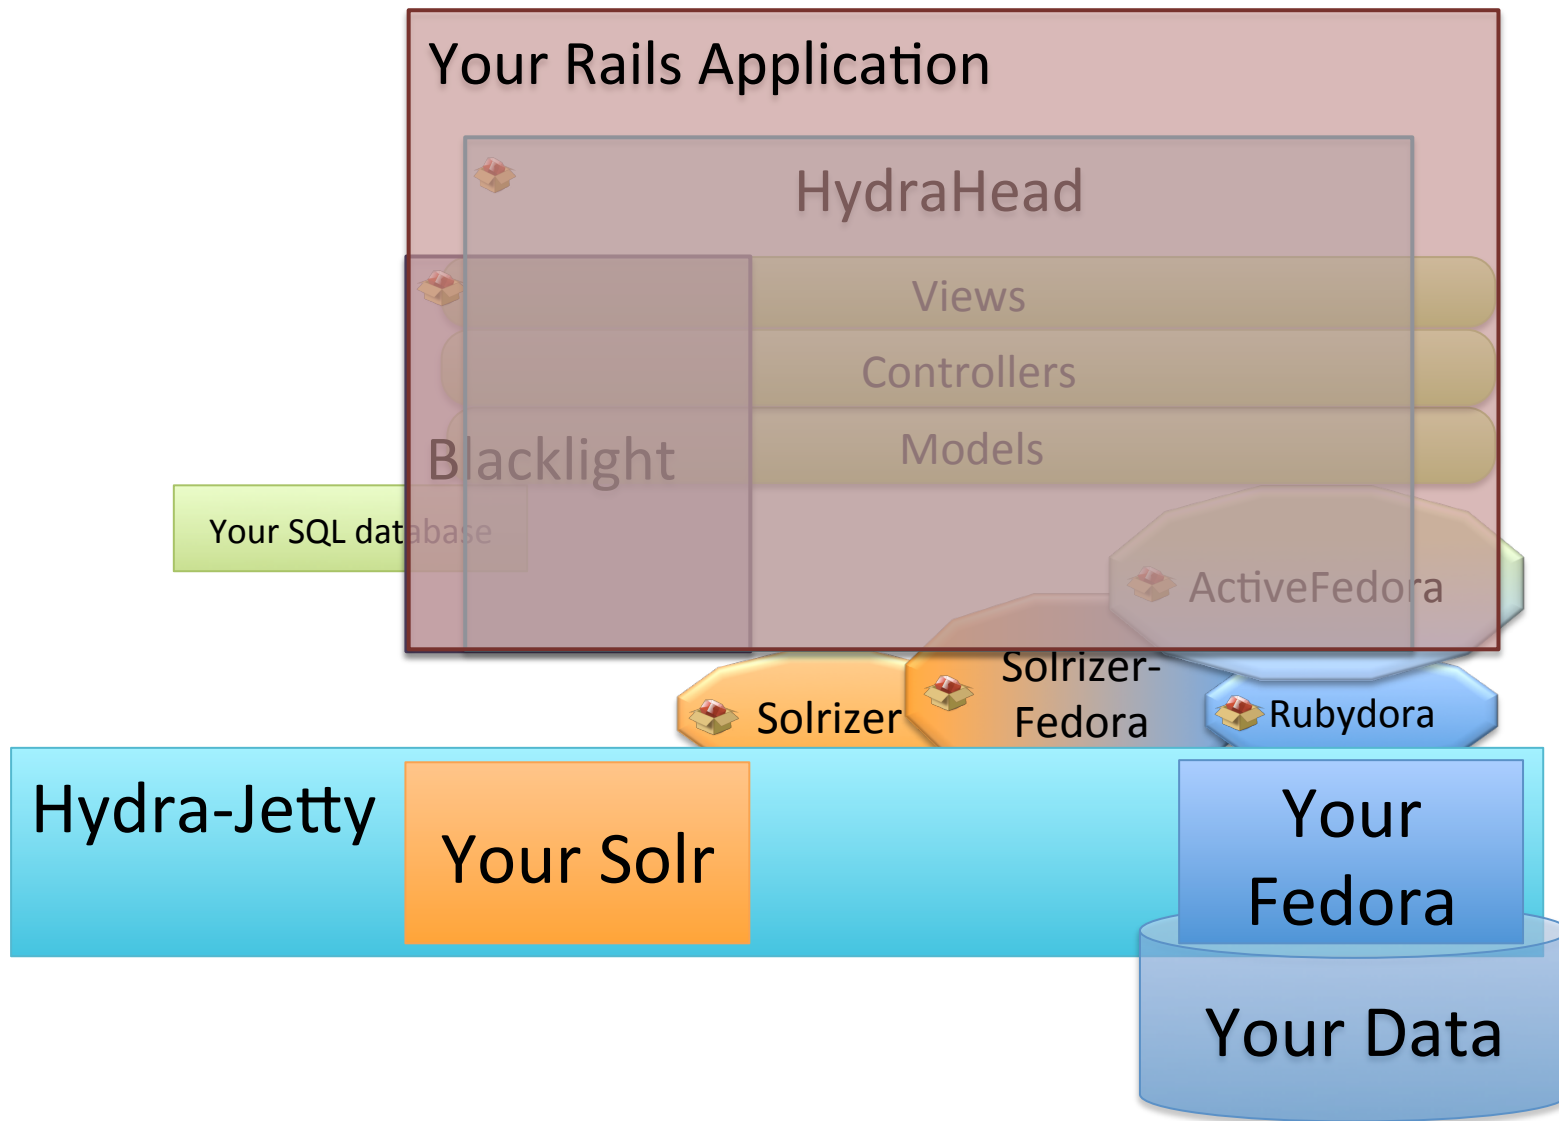 Your Rails Application
HydraHead
Views
Controllers
Models
Blacklight
Your SQL database
ActiveFedora
Solrizer
Solrizer-
Fedora
Rubydora
Hydra-Jetty
Your Solr
Your
Fedora
Your Data